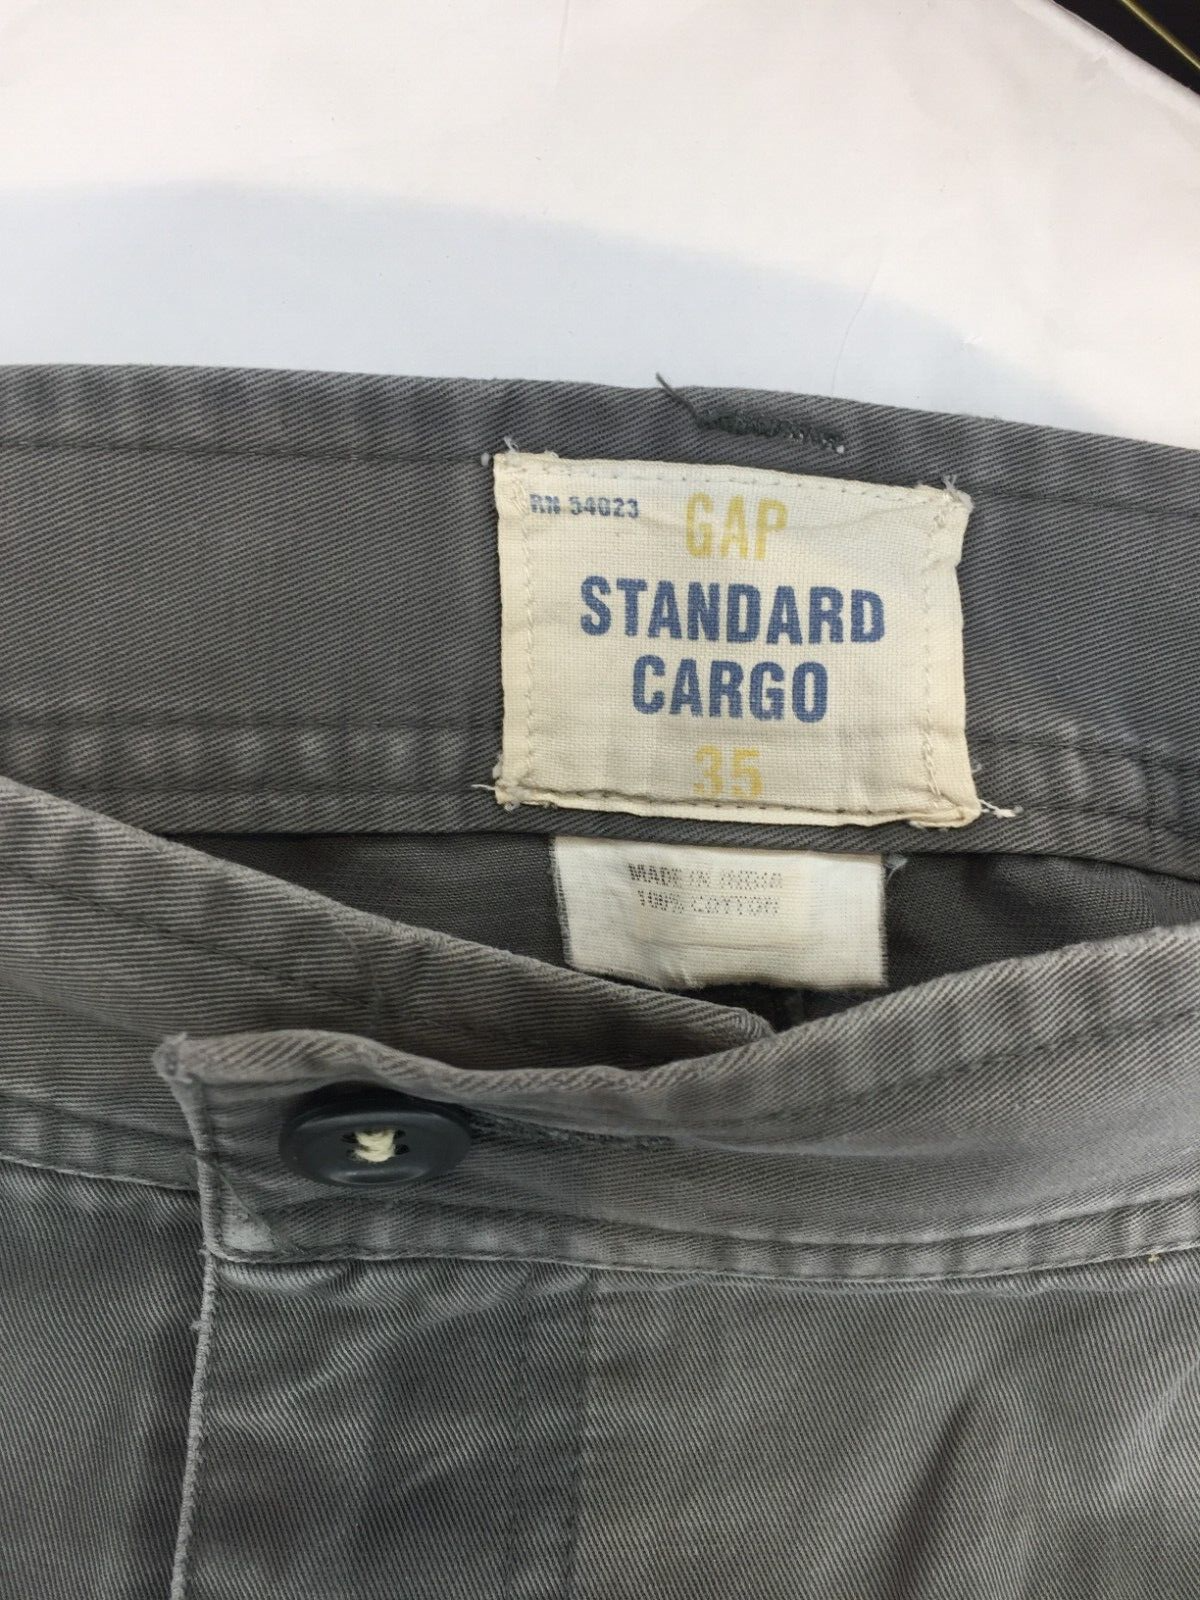 RN 54023 GAP
STANDARD
CARGO
35
MADE IN INDIA
100% COTTON